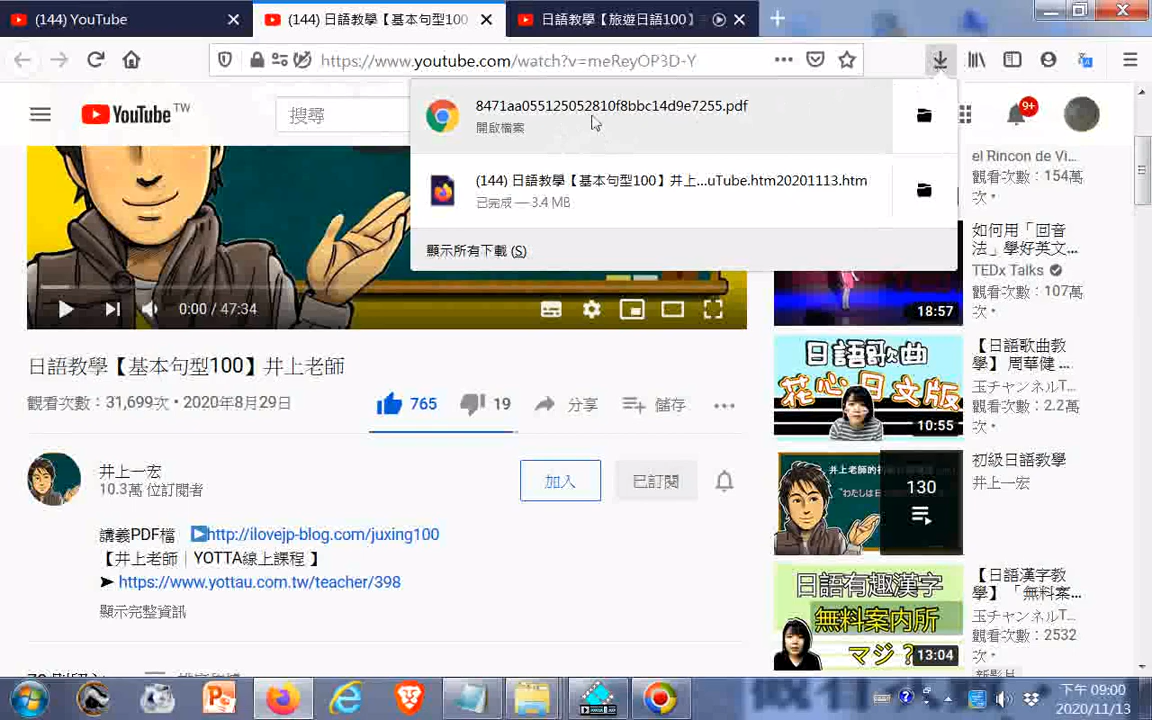 (144) YouTube
(144) 日語教學【基本句型100】
日語教學【旅遊日語100】
https://www.youtube.com/watch?v=meReyOP3D-Y
YouTube TW
搜尋
9+
8471aa055125052810f8bbc14d9e7255.pdf
開啟檔案
(144) 日語教學【基本句型100】井上...uTube.htm20201113.htm
已完成 — 3.4 MB
顯示所有下載 (S)
0:00 / 47:34
日語教學【基本句型100】井上老師
觀看次數：31,699次 • 2020年8月29日
765
19
分享
儲存
井上一宏
10.3萬 位訂閱者
加入
已訂閱
講義PDF檔 http://ilovejp-blog.com/juxing100
【井上老師｜YOTTA線上課程 】
➤ https://www.yottau.com.tw/teacher/398
顯示完整資訊
el Rincon de Vi...
觀看次數：154萬
次 •
18:57
如何用「回音
法」學好英文...
TEDx Talks
觀看次數：107萬
次 •
日語歌曲
花心日文版
10:55
【日語歌曲教
學】 周華健 ...
玉チャンネルT...
觀看次數：2.2萬
次 •
130
初級日語教學
井上一宏
日語有趣漢字
無料案内所
マジ？
13:04
【日語漢字教
學】「無料案...
玉チャンネルT...
觀看次數：2532
次 •
下午 09:00
2020/11/13